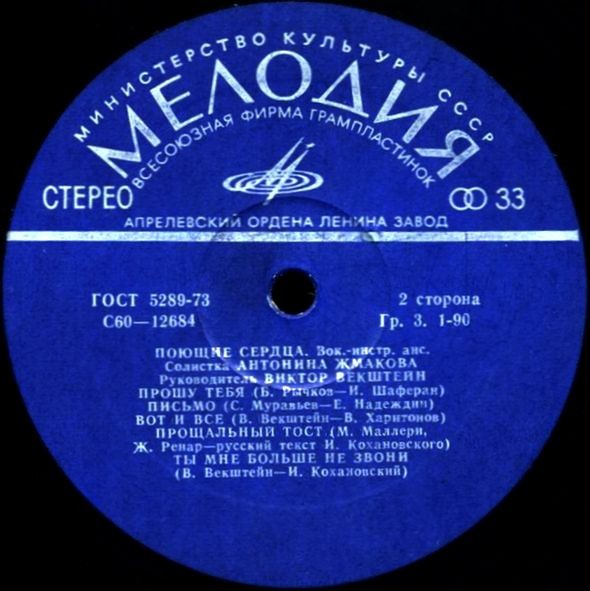 МИНИСТЕРСТВО КУЛЬТУРЫ СССР
МЕЛОДИЯ
ВСЕСОЮЗНАЯ ФИРМА ГРАМПЛАСТИНОК
СТЕРЕО
33
АПРЕЛЕВСКИЙ ОРДЕНА ЛЕНИНА ЗАВОД
ГОСТ 5289-73
2 сторона
С60—12684
Гр. 3. 1-90
ПОЮЩИЕ СЕРДЦА. Вок.-инстр. анс.
Солистка АНТОНИНА ЖМАКОВА
Руководитель ВИКТОР ВЕКШТЕЙН
ПРОШУ ТЕБЯ (Б. Рычков—И. Шаферан)
ПИСЬМО (С. Муравьев—Е. Надеждин)
ВОТ И ВСЕ (В. Векштейн—В. Харитонов)
ПРОЩАЛЬНЫЙ ТОСТ (М. Маллери,
Ж. Ренар—русский текст И. Кохановского)
ТЫ МНЕ БОЛЬШЕ НЕ ЗВОНИ
(В. Векштейн—И. Кохановский)